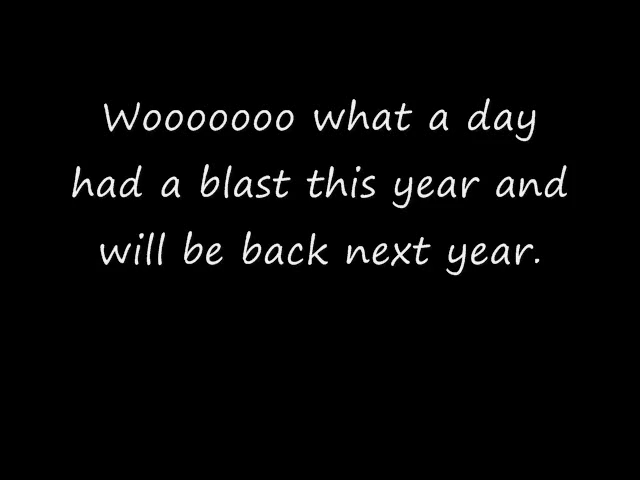 Wooooooo what a day
had a blast this year and
will be back next year.